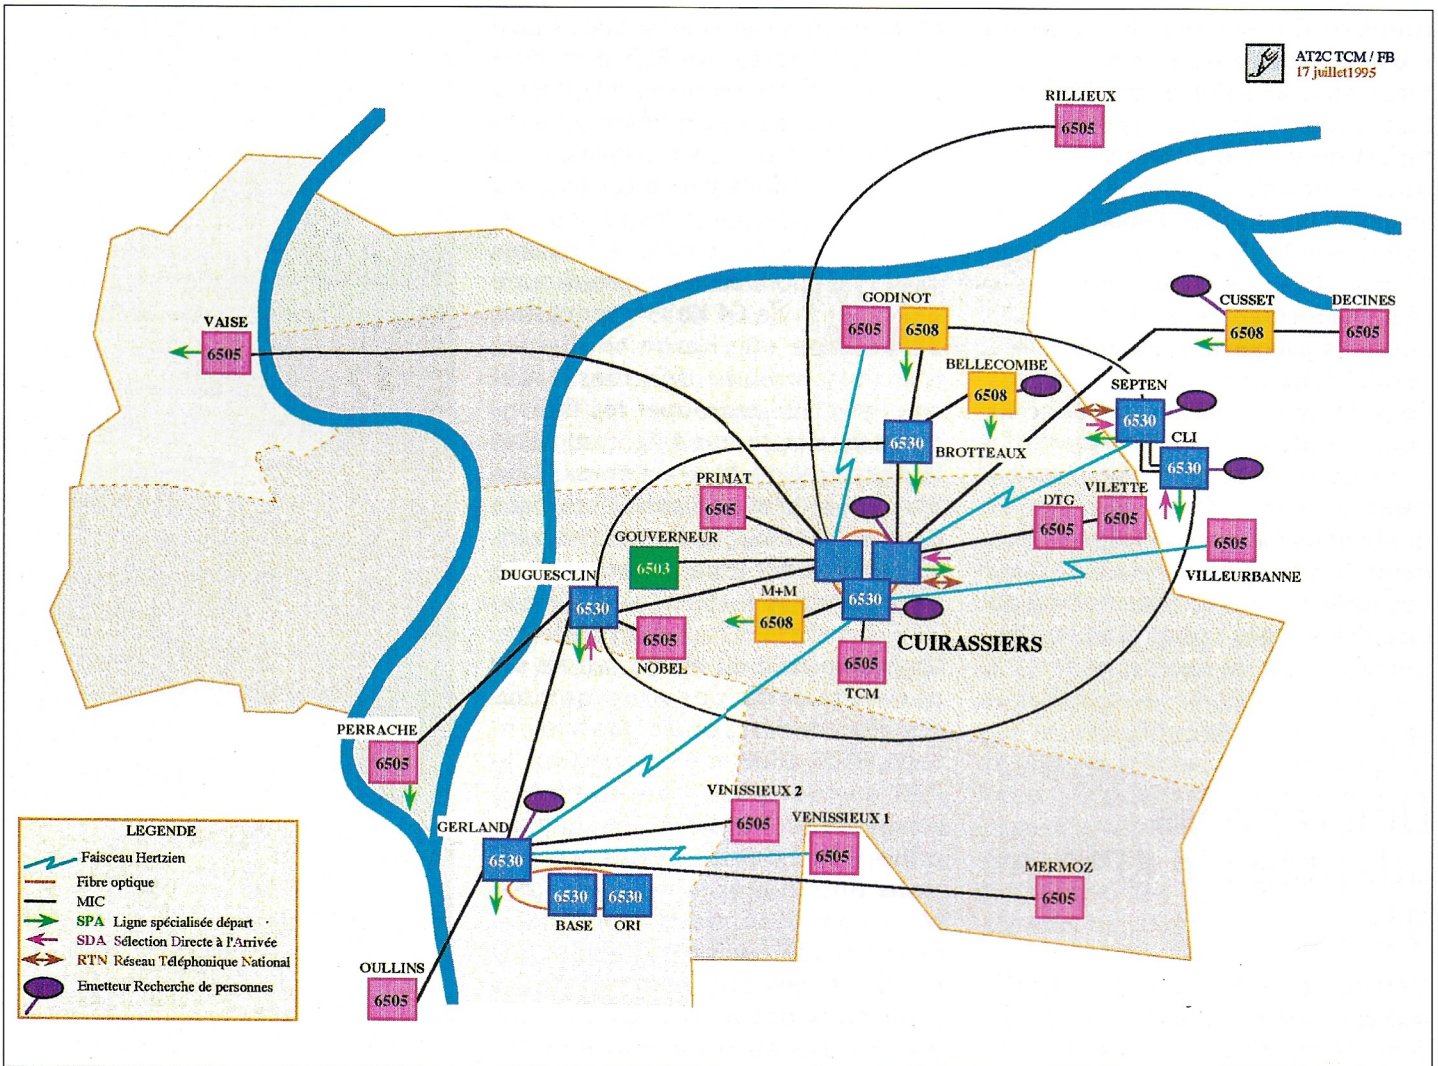 AT2C TCM / FB
17 juillet1995
RILLIEUX
6505
GODINOT
6505
6508
CUSSET
6508
DECINES
6505
VAISE
6505
BELLECOMBE
6508
SEPTEN
6530
BROTTEAUX
6530
CLI
6530
PRIMAT
6505
DTG
6505
VILETTE
6505
GOUVERNEUR
6503
6505
VILLEURBANNE
DUGUESCLIN
6530
M+M
6508
6530
CUIRASSIERS
6505
NOBEL
6505
TCM
PERRACHE
6505
VENISSIEUX 2
6505
VENISSIEUX 1
6505
GERLAND
6530
MERMOZ
6505
6530
BASE
6530
ORI
OULLINS
6505
LEGENDE
Faisceau Hertzien
Fibre optique
MIC
SPA Ligne spécialisée départ
SDA Sélection Directe à l'Arrivée
RTN Réseau Téléphonique National
Emetteur Recherche de personnes